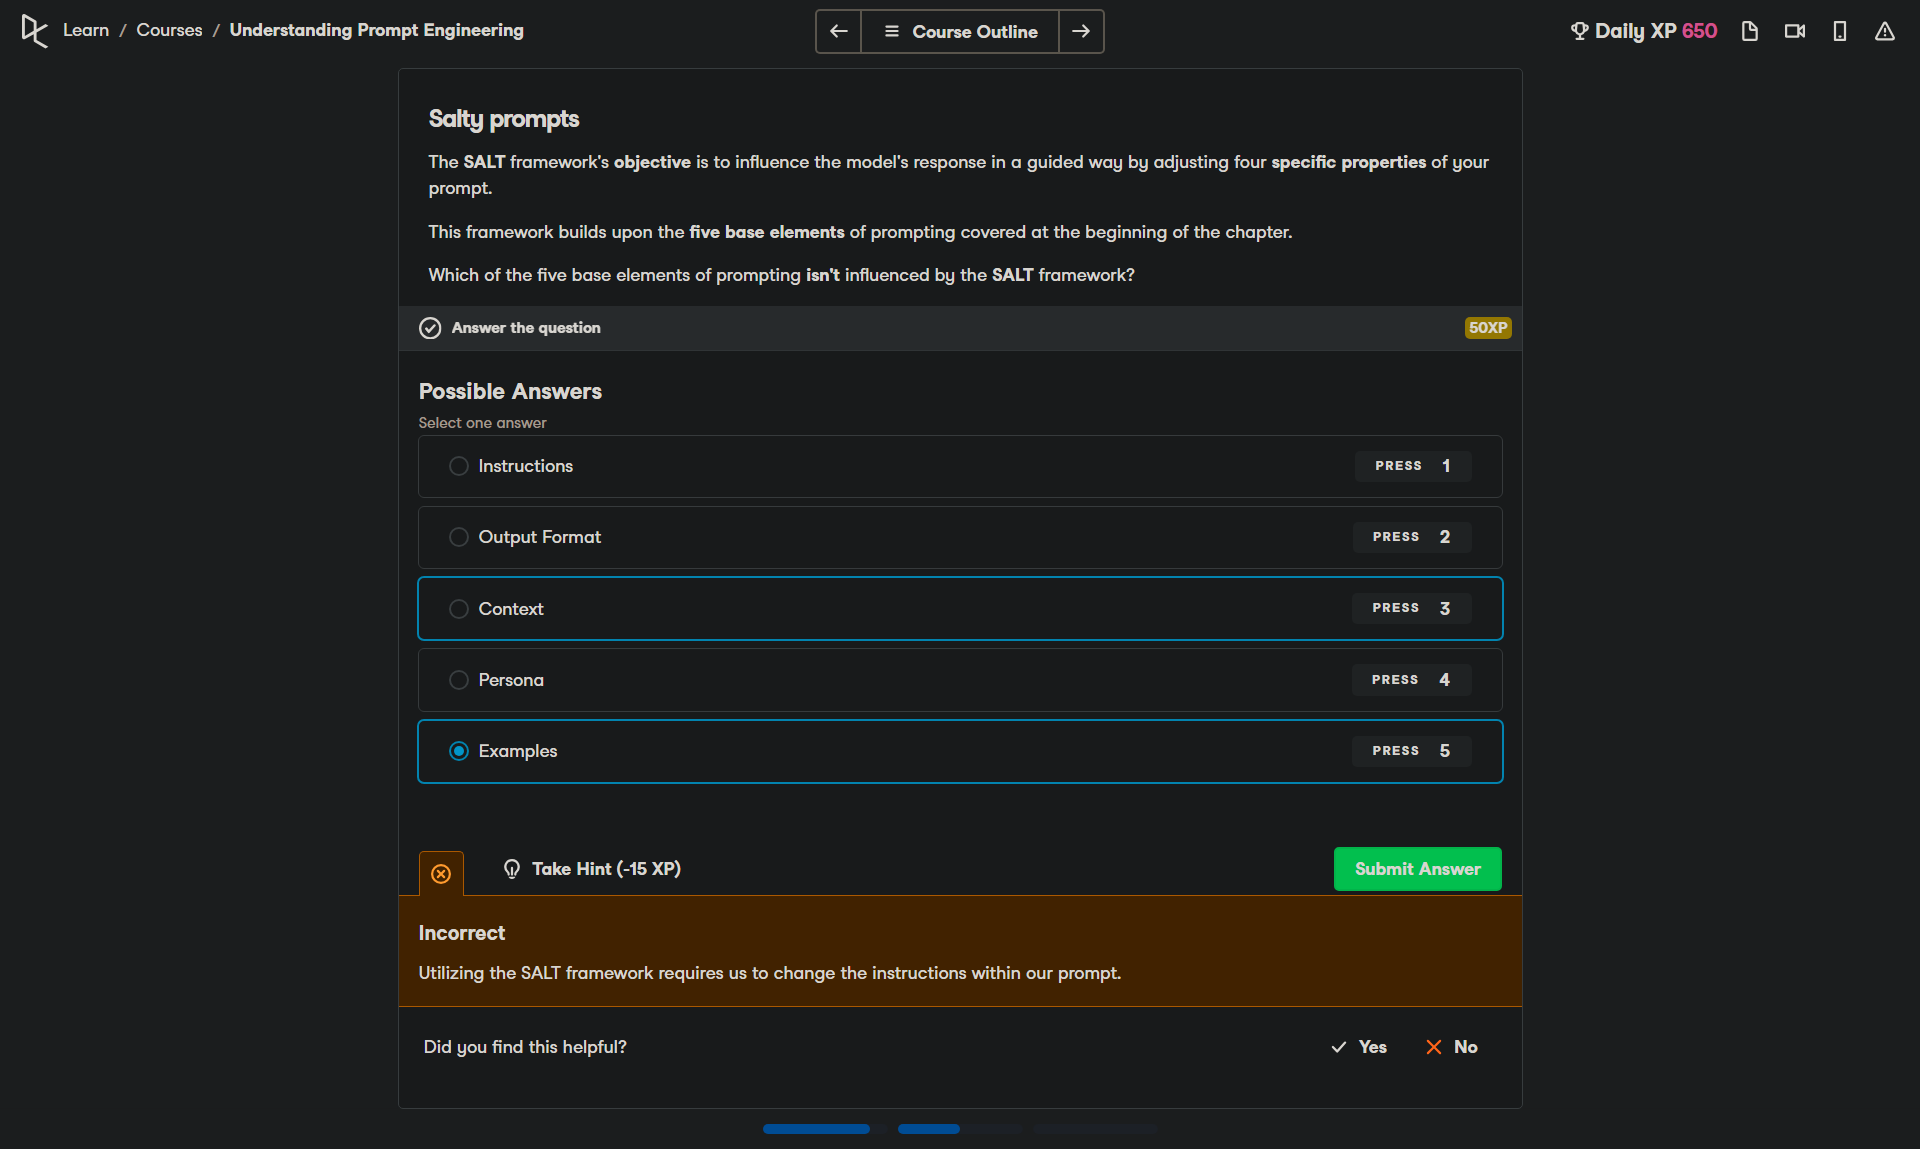 Learn / Courses / Understanding Prompt Engineering
Course Outline
Daily XP 650
Salty prompts
The SALT framework's objective is to influence the model's response in a guided way by adjusting four specific properties of your
prompt.
This framework builds upon the five base elements of prompting covered at the beginning of the chapter.
Which of the five base elements of prompting isn't influenced by the SALT framework?
Answer the question
50XP
Possible Answers
Select one answer
Instructions PRESS 1
Output Format PRESS 2
Context PRESS 3
Persona PRESS 4
Examples PRESS 5
Take Hint (-15 XP)
Submit Answer
Incorrect
Utilizing the SALT framework requires us to change the instructions within our prompt.
Did you find this helpful?
Yes
No